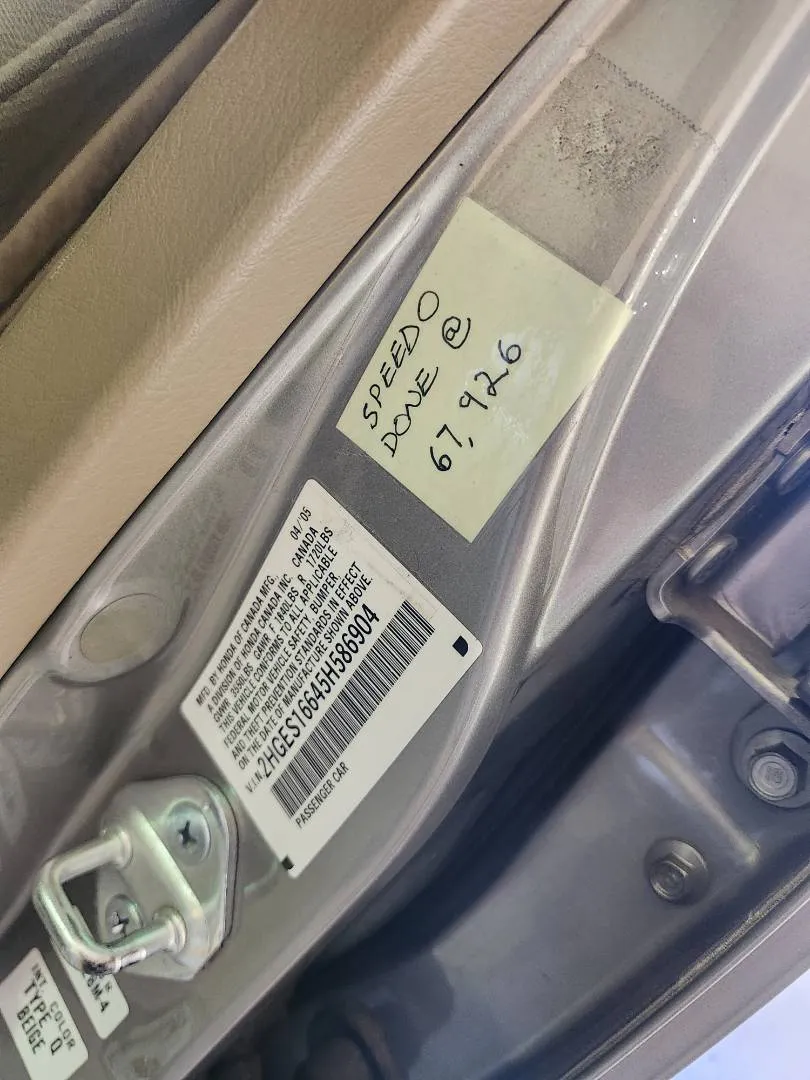 SPEEDO
DONE @
67,926
MFD. BY HONDA OF CANADA MFG., 04/'05
A DIVISION OF HONDA CANADA INC. CANADA
GVWR 3550LBS GAWR F 1840LBS R 1720LBS
THIS VEHICLE CONFORMS TO ALL APPLICABLE
FEDERAL MOTOR VEHICLE SAFETY, BUMPER
AND THEFT PREVENTION STANDARDS IN EFFECT
ON THE DATE OF MANUFACTURE SHOWN ABOVE.
V.I.N. 2HGES16645H586904
PASSENGER CAR
M-4
INT. COLOR
TYPE Q
BEIGE